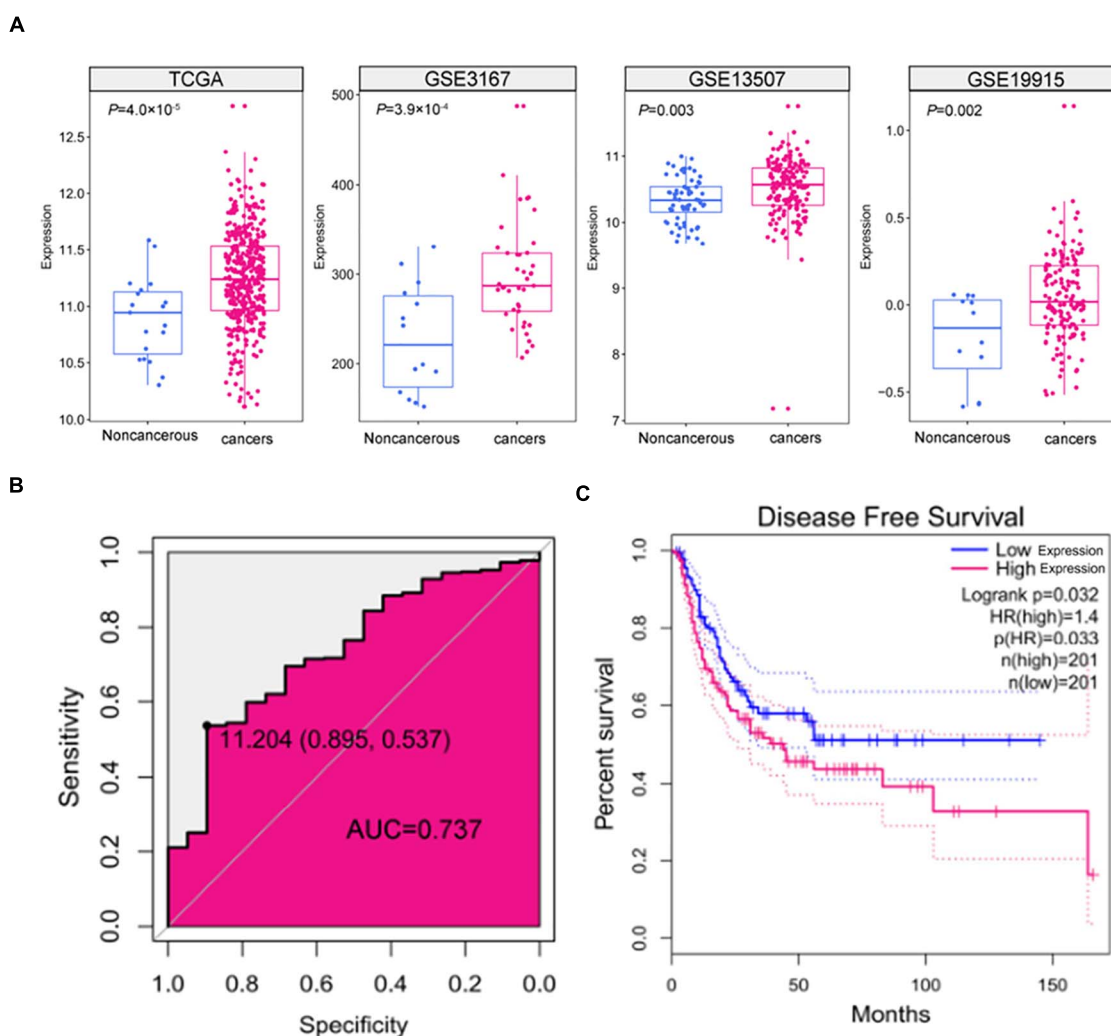 A
TCGA
P=4.0×10⁻⁵
Expression
12.5
12.0
11.5
11.0
10.5
10.0
Noncancerous
cancers
GSE3167
P=3.9×10⁻⁴
Expression
500
400
300
200
Noncancerous
cancers
GSE13507
P=0.003
Expression
11
10
9
8
7
Noncancerous
cancers
GSE19915
P=0.002
Expression
1.0
0.5
0.0
−0.5
Noncancerous
cancers
B
Sensitivity
1.0
0.8
0.6
0.4
0.2
0.0
11.204 (0.895, 0.537)
AUC=0.737
1.0 0.8 0.6 0.4 0.2 0.0
Specificity
C
Disease Free Survival
Low Expression
High Expression
Logrank p=0.032
HR(high)=1.4
p(HR)=0.033
n(high)=201
n(low)=201
Percent survival
1.0
0.8
0.6
0.4
0.2
0.0
0 50 100 150
Months